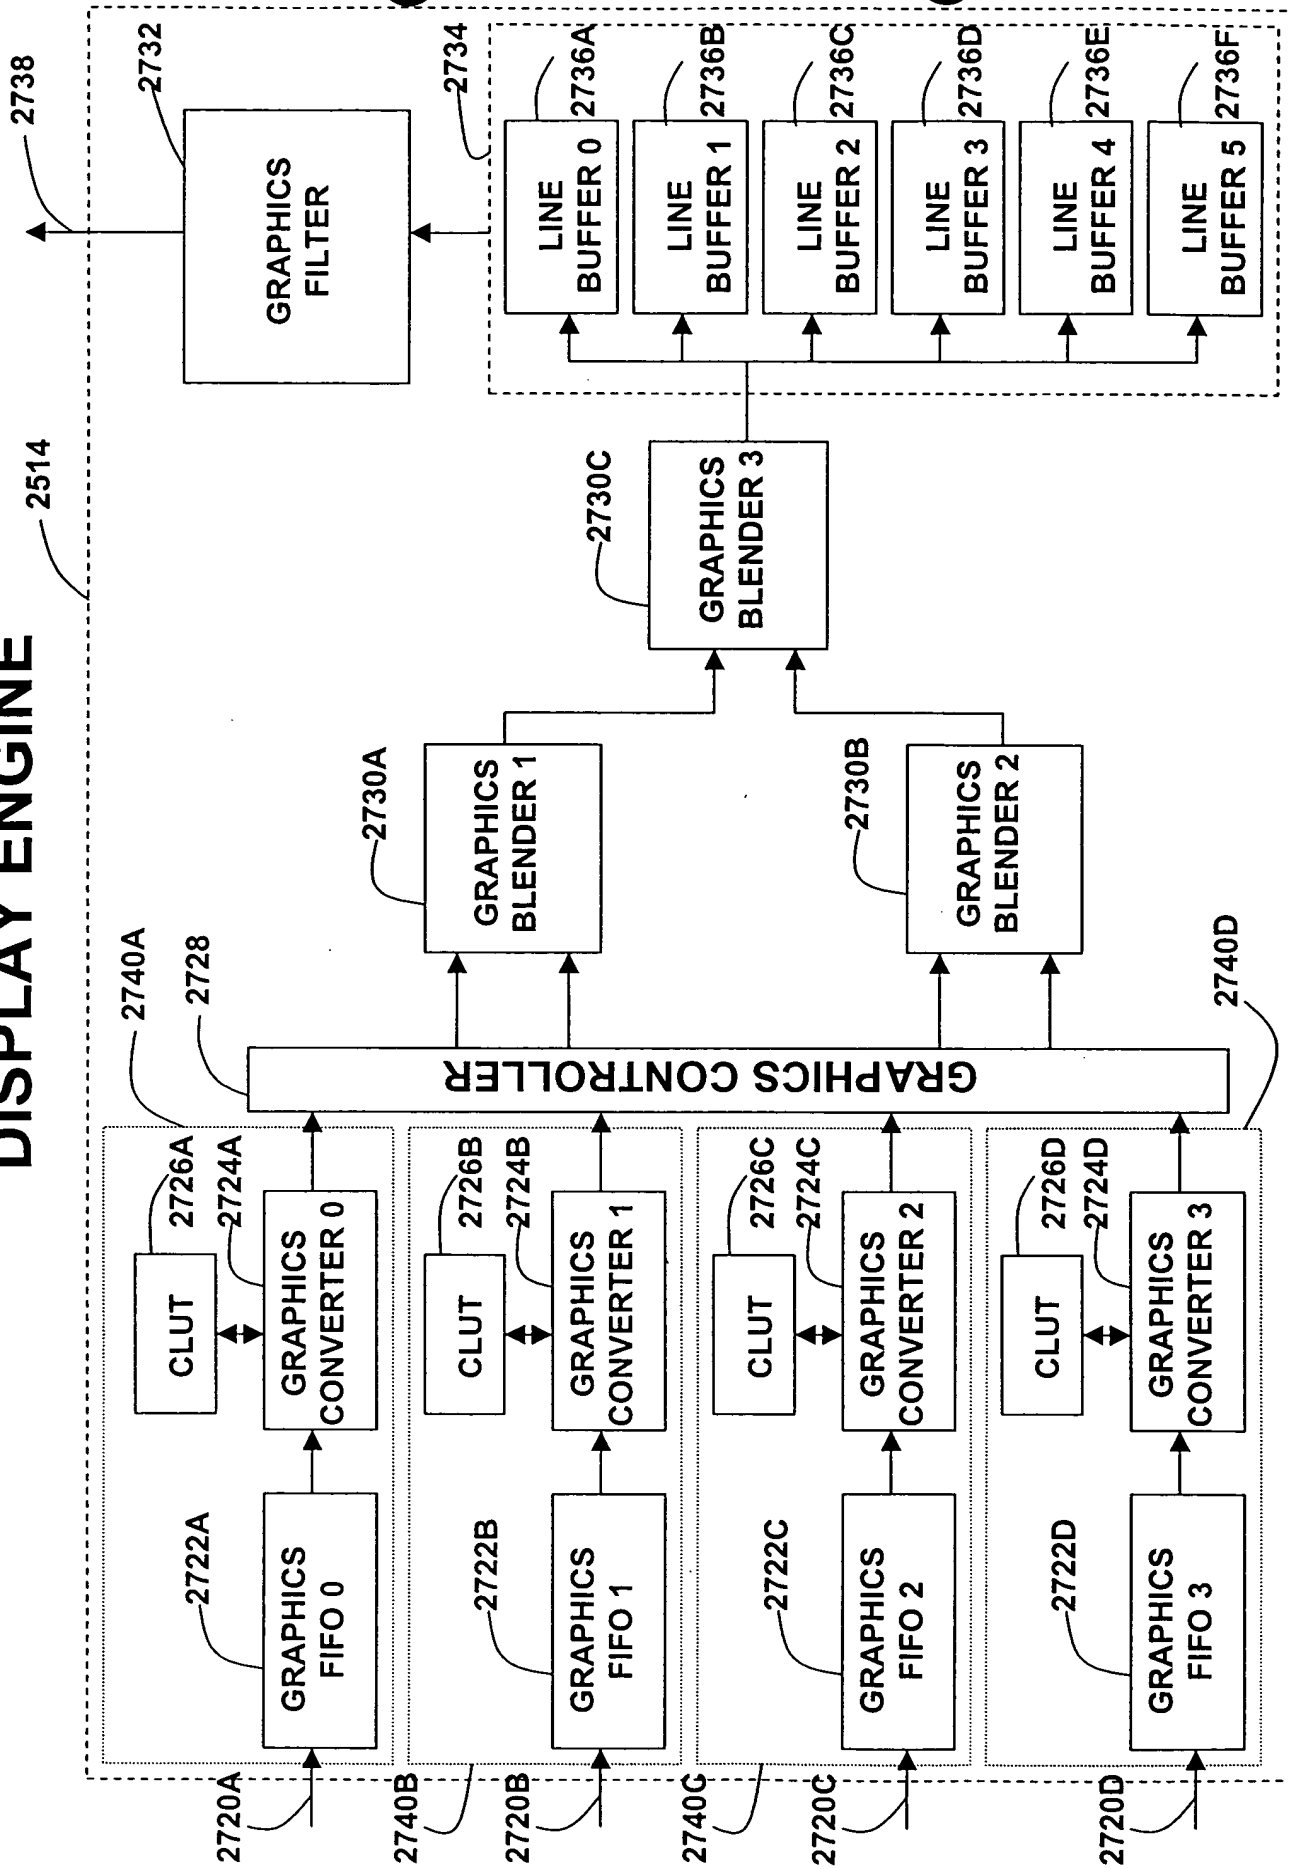 DISPLAY ENGINE
2738
2732
2514
2734
GRAPHICS
FILTER
LINE
BUFFER 0
2736A
LINE
BUFFER 1
2736B
LINE
BUFFER 2
2736C
LINE
BUFFER 3
2736D
LINE
BUFFER 4
2736E
LINE
BUFFER 5
2736F
GRAPHICS
BLENDER 3
2730C
GRAPHICS
BLENDER 1
2730A
GRAPHICS
BLENDER 2
2730B
2740A
2728
GRAPHICS CONTROLLER
2740D
CLUT
2726A
2724A
GRAPHICS
CONVERTER 0
GRAPHICS
FIFO 0
2722A
2720A
2740B
CLUT
2726B
2724B
GRAPHICS
CONVERTER 1
GRAPHICS
FIFO 1
2722B
2720B
2740C
CLUT
2726C
2724C
GRAPHICS
CONVERTER 2
GRAPHICS
FIFO 2
2722C
2720C
CLUT
2726D
2724D
GRAPHICS
CONVERTER 3
GRAPHICS
FIFO 3
2722D
2720D